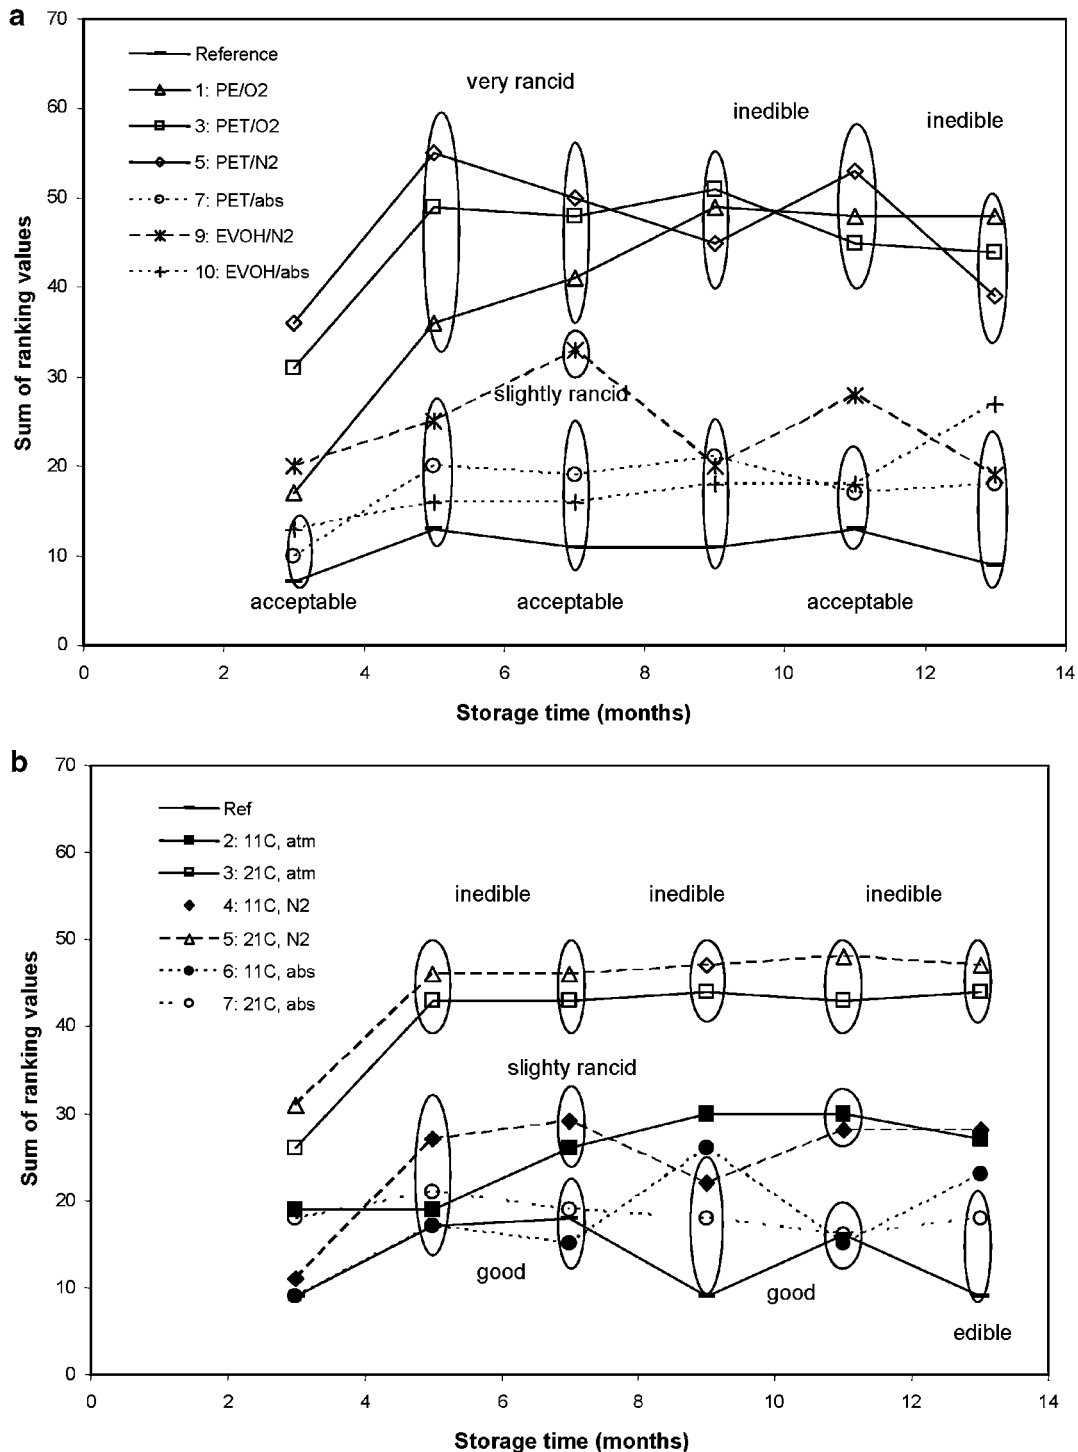 a
70
60
50
40
30
20
10
0
Sum of ranking values
Reference
1: PE/O2
3: PET/O2
5: PET/N2
7: PET/abs
9: EVOH/N2
10: EVOH/abs
very rancid
inedible
inedible
slightly rancid
acceptable
acceptable
acceptable
0 2 4 6 8 10 12 14
Storage time (months)
b
70
60
50
40
30
20
10
0
Sum of ranking values
Ref
2: 11C, atm
3: 21C, atm
4: 11C, N2
5: 21C, N2
6: 11C, abs
7: 21C, abs
inedible
inedible
inedible
slighty rancid
good
good
edible
0 2 4 6 8 10 12 14
Storage time (months)